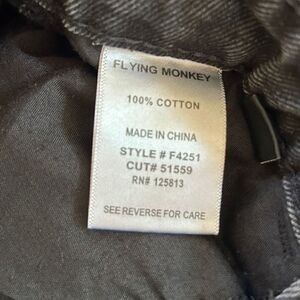 FLYING MONKEY
100% COTTON
MADE IN CHINA
STYLE # F4251
CUT# 51559
RN# 125813
SEE REVERSE FOR CARE